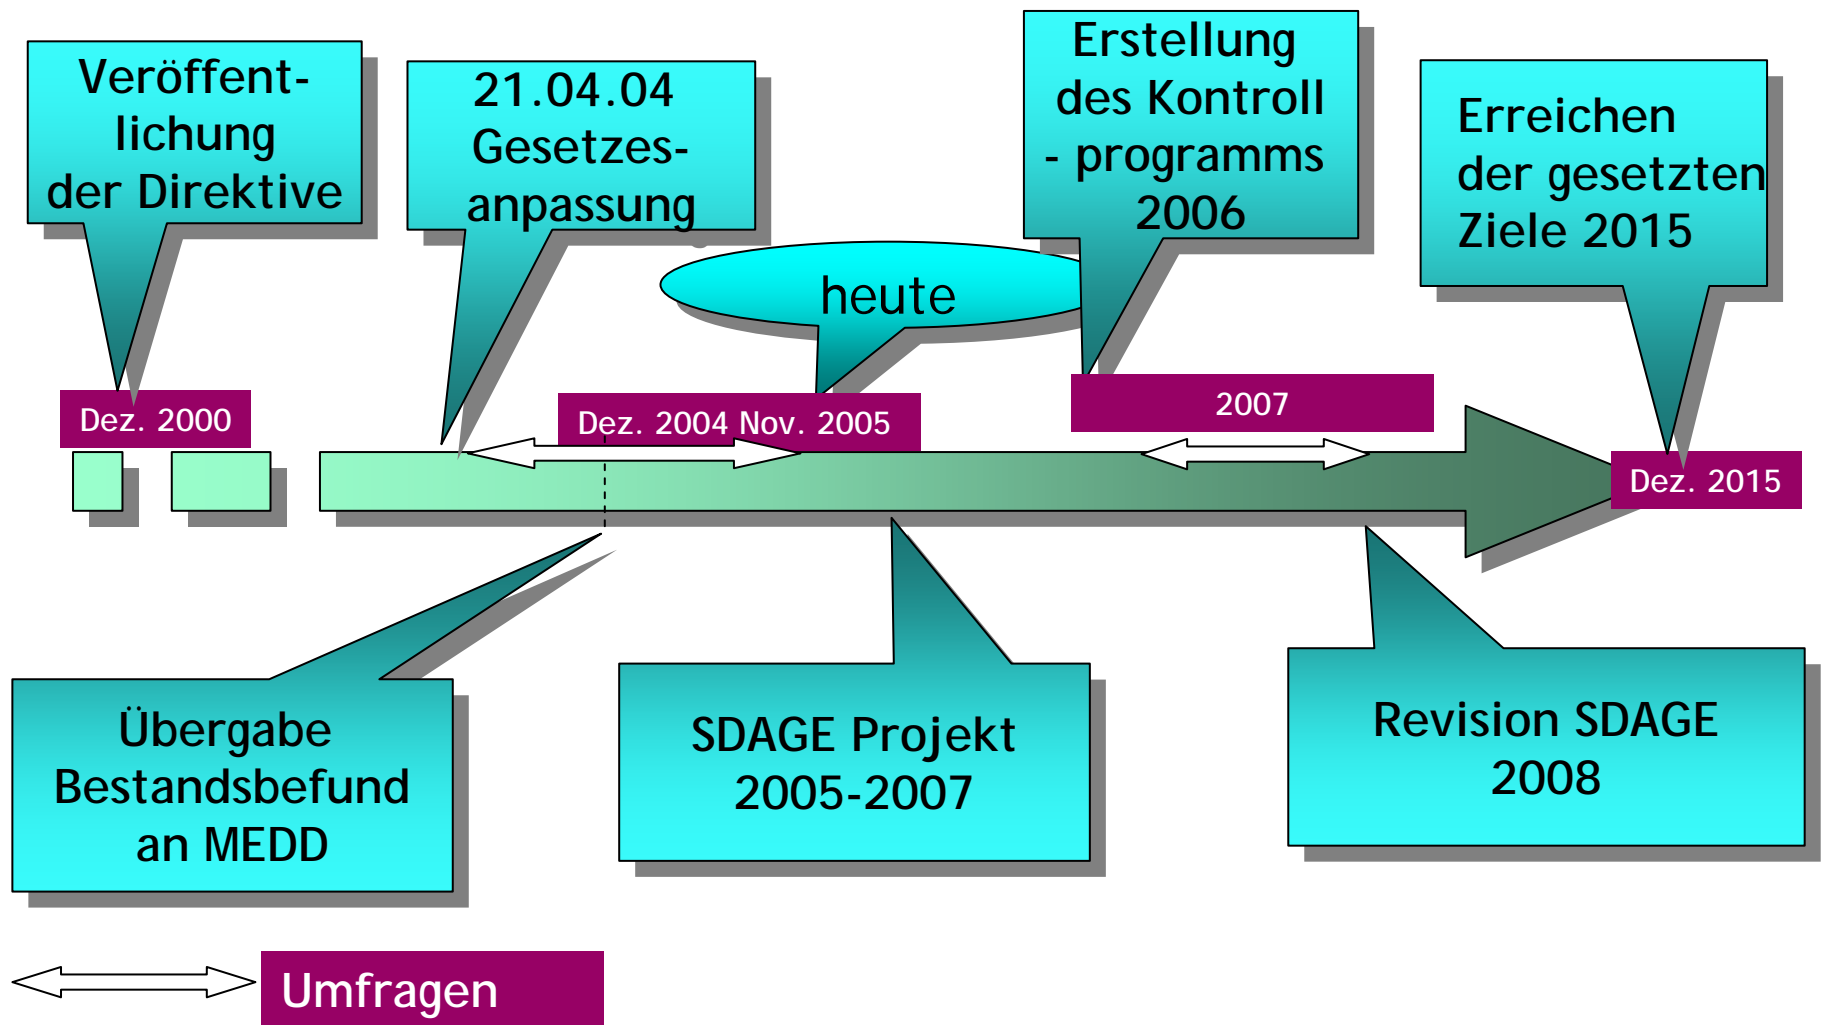 Veröffent-
lichung
der Direktive
21.04.04
Gesetzes-
anpassung
heute
Erstellung
des Kontroll
- programms
2006
Erreichen
der gesetzten
Ziele 2015
Dez. 2000
Dez. 2004 Nov. 2005
2007
Dez. 2015
Übergabe
Bestandsbefund
an MEDD
SDAGE Projekt
2005-2007
Revision SDAGE
2008
Umfragen